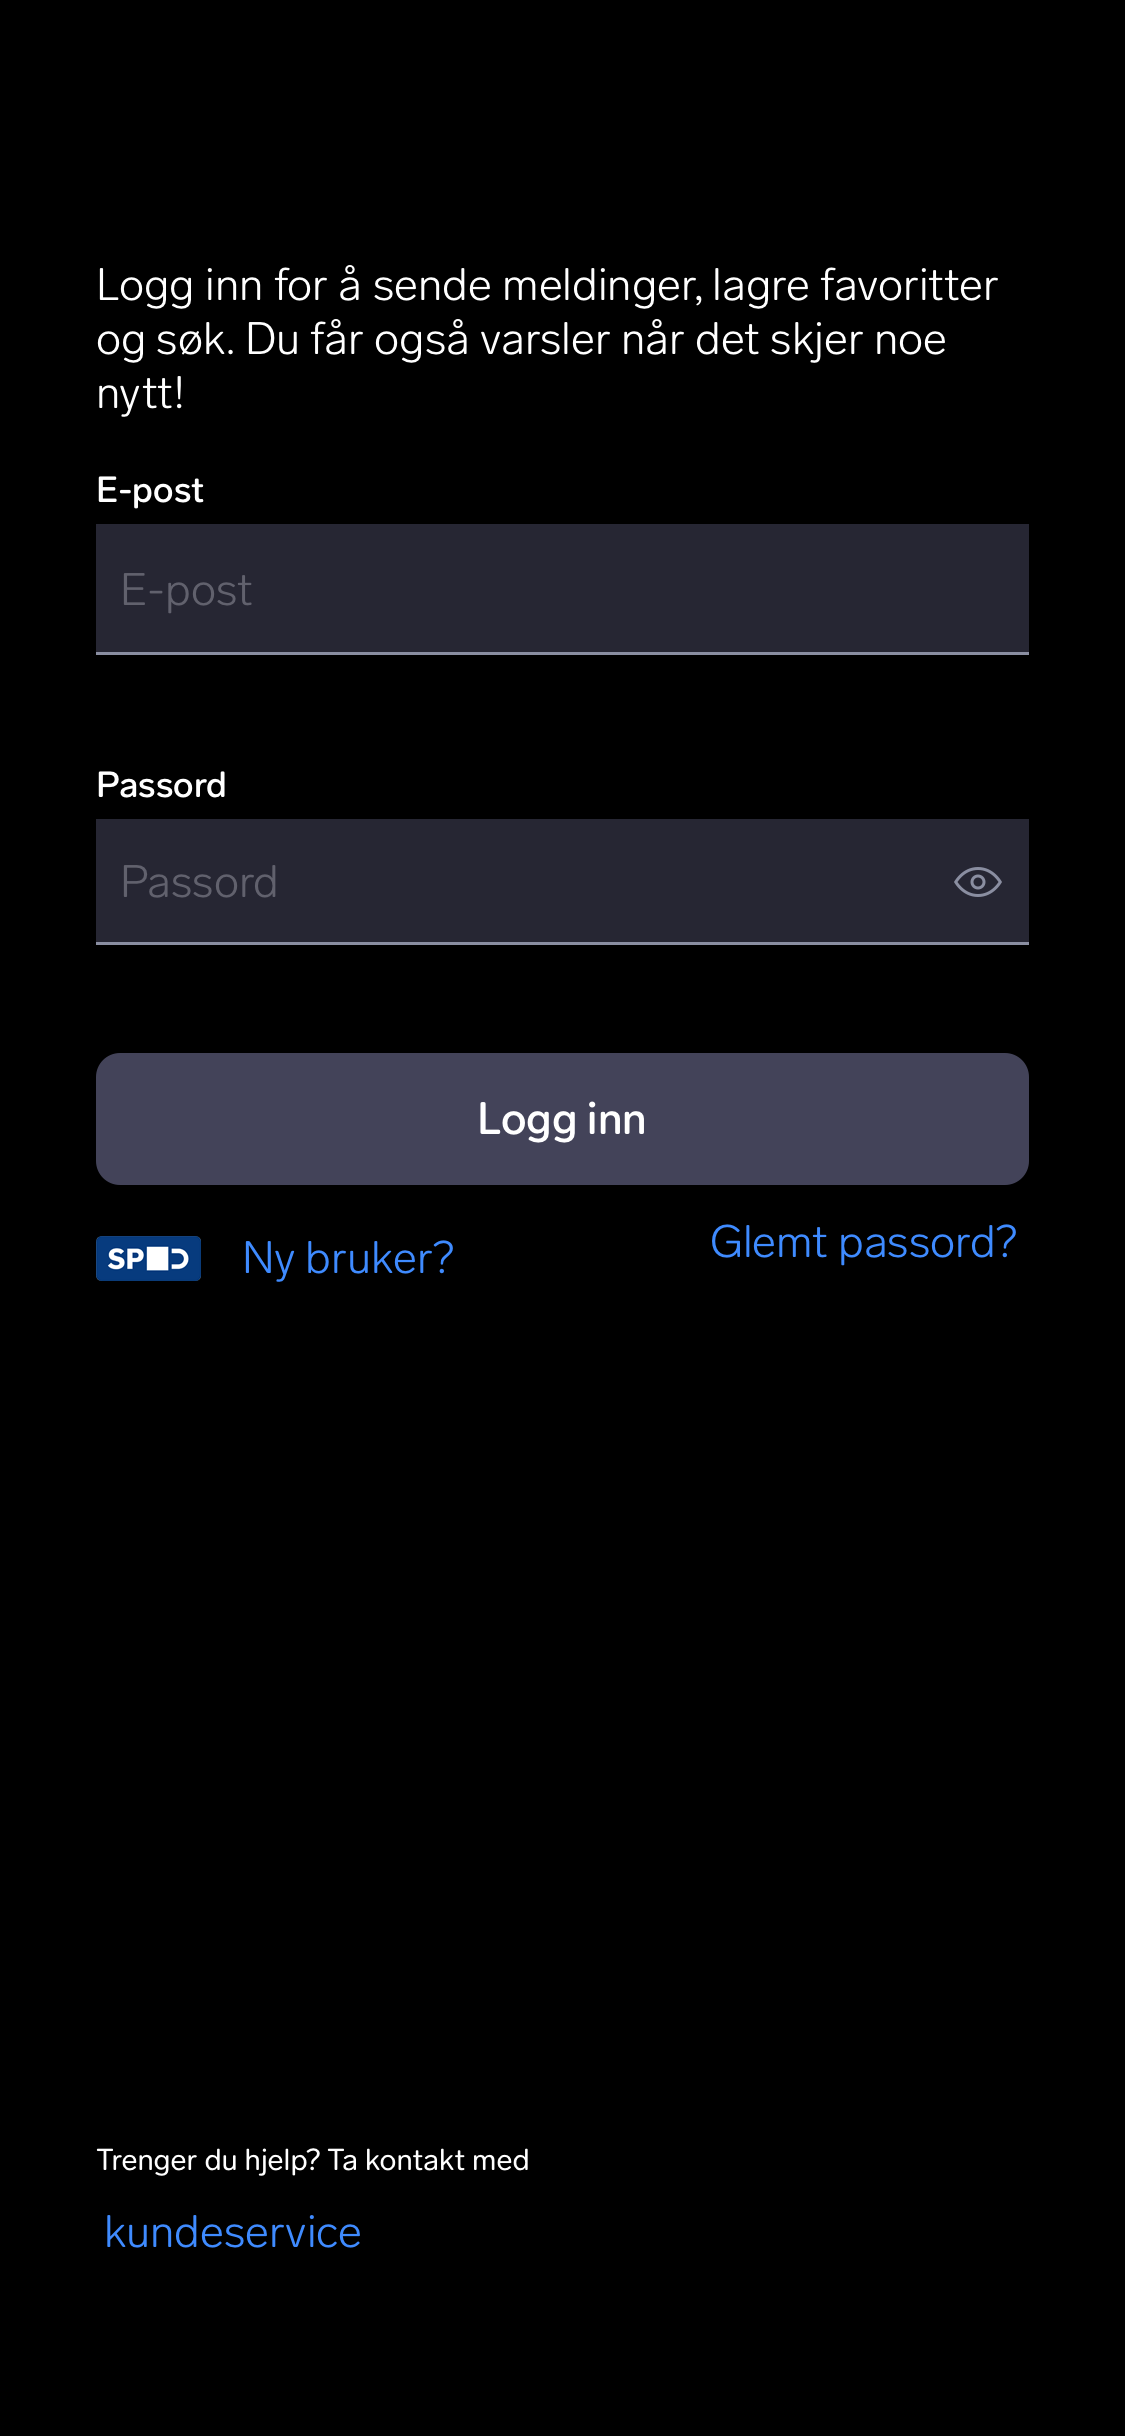 Logg inn for å sende meldinger, lagre favoritter
og søk. Du får også varsler når det skjer noe
nytt!
E-post
E-post
Passord
Passord
Logg inn
SPD Ny bruker? Glemt passord?
Trenger du hjelp? Ta kontakt med
kundeservice